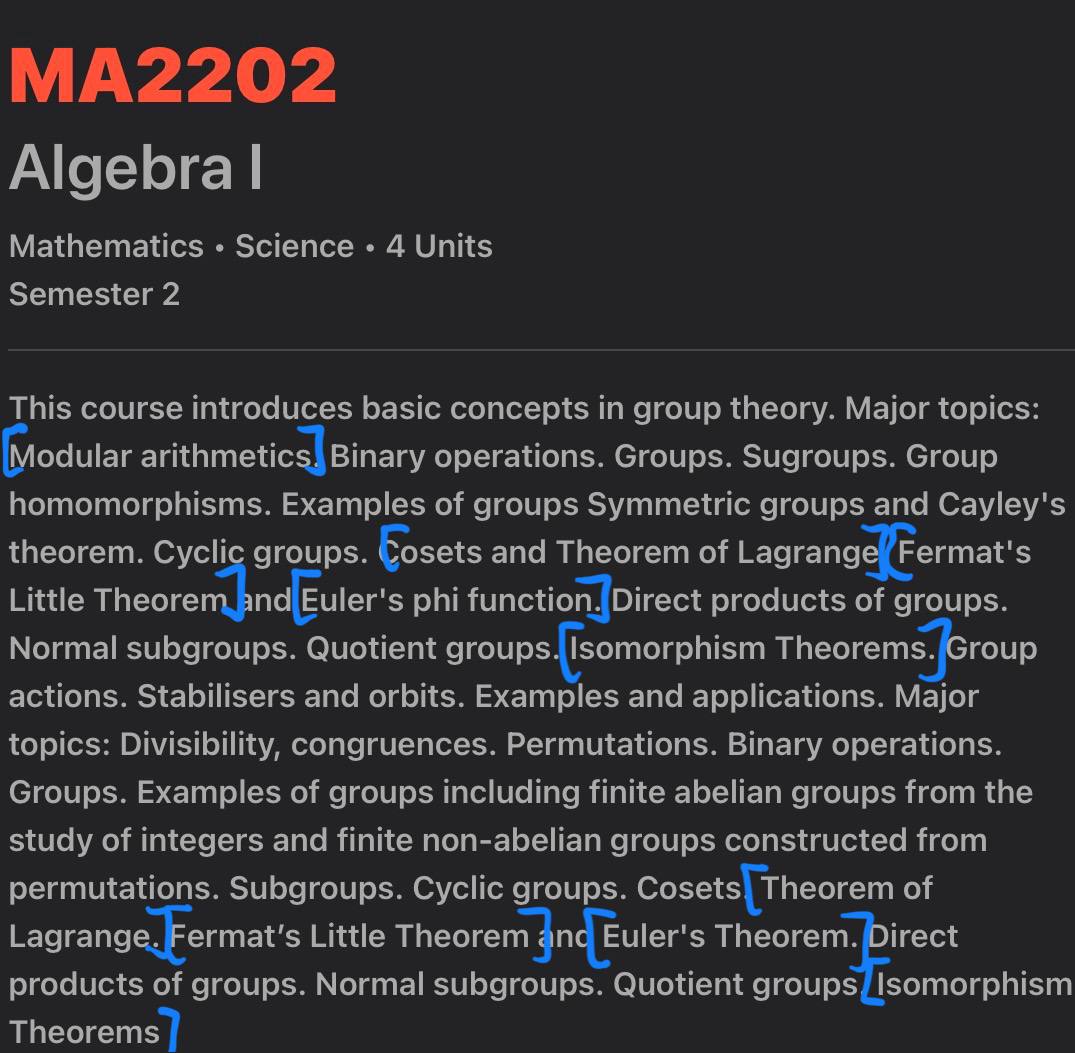 MA2202
Algebra I
Mathematics • Science • 4 Units
Semester 2
This course introduces basic concepts in group theory. Major topics:
[Modular arithmetics.] Binary operations. Groups. Sugroups. Group
homomorphisms. Examples of groups Symmetric groups and Cayley's
theorem. Cyclic groups. [Cosets and Theorem of Lagrange] [Fermat's
Little Theorem] and [Euler's phi function.] Direct products of groups.
Normal subgroups. Quotient groups. [Isomorphism Theorems.] Group
actions. Stabilisers and orbits. Examples and applications. Major
topics: Divisibility, congruences. Permutations. Binary operations.
Groups. Examples of groups including finite abelian groups from the
study of integers and finite non-abelian groups constructed from
permutations. Subgroups. Cyclic groups. Cosets. [Theorem of
Lagrange.] [Fermat’s Little Theorem] and [Euler's Theorem.] Direct
products of groups. Normal subgroups. Quotient groups. [Isomorphism
Theorems]